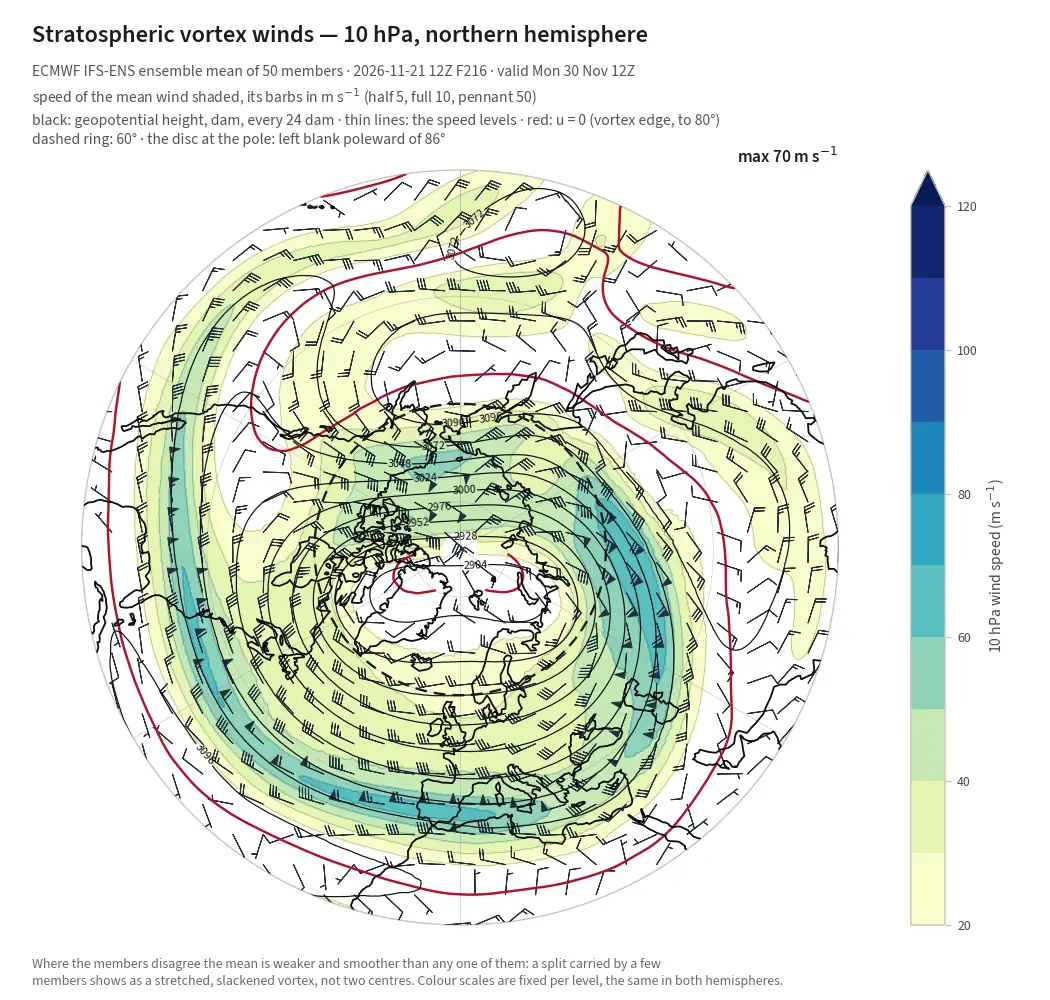 Stratospheric vortex winds — 10 hPa, northern hemisphere
ECMWF IFS-ENS ensemble mean of 50 members · 2026-11-21 12Z F216 · valid Mon 30 Nov 12Z
speed of the mean wind shaded, its barbs in m s⁻¹ (half 5, full 10, pennant 50)
black: geopotential height, dam, every 24 dam · thin lines: the speed levels · red: u = 0 (vortex edge, to 80°)
dashed ring: 60° · the disc at the pole: left blank poleward of 86°
max 70 m s⁻¹
120
100
80
60
40
20
10 hPa wind speed (m s⁻¹)
3072
3072
3096
3096
3072
3048
3024
3000
2976
2952
2928
2904
3096
Where the members disagree the mean is weaker and smoother than any one of them: a split carried by a few
members shows as a stretched, slackened vortex, not two centres. Colour scales are fixed per level, the same in both hemispheres.